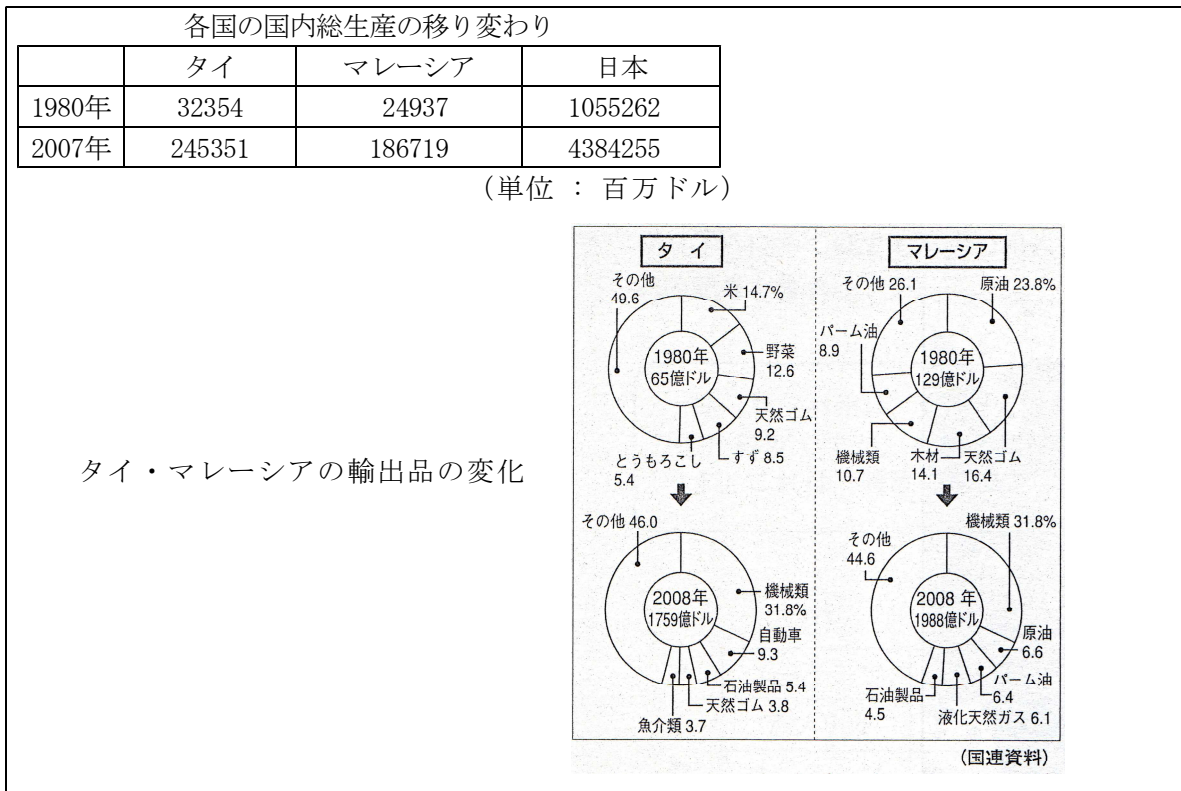 各国の国内総生産の移り変わり
タイ マレーシア 日本
1980年 32354 24937 1055262
2007年 245351 186719 4384255
(単位 : 百万ドル)
タイ・マレーシアの輸出品の変化
タイ
その他
49.6
米 14.7%
野菜
12.6
天然ゴム
9.2
すず 8.5
とうもろこし
5.4
1980年
65億ドル
その他 46.0
機械類
31.8%
自動車
9.3
石油製品 5.4
天然ゴム 3.8
魚介類 3.7
2008年
1759億ドル
マレーシア
その他 26.1
原油 23.8%
パーム油
8.9
機械類
10.7
木材
14.1
天然ゴム
16.4
1980年
129億ドル
機械類 31.8%
その他
44.6
原油
6.6
パーム油
6.4
液化天然ガス 6.1
石油製品
4.5
2008年
1988億ドル
(国連資料)